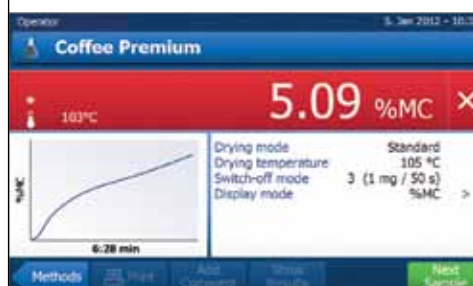 Operator 5. Jan 2012 - 10:3
Coffee Premium
103°C 5.09 %MC ×
Drying mode Standard
Drying temperature 105 °C
Switch-off mode 3 (1 mg / 50 s)
Display mode %MC >
%MC
6:28 min
Methods Print Add Comment Show Results Next Sample